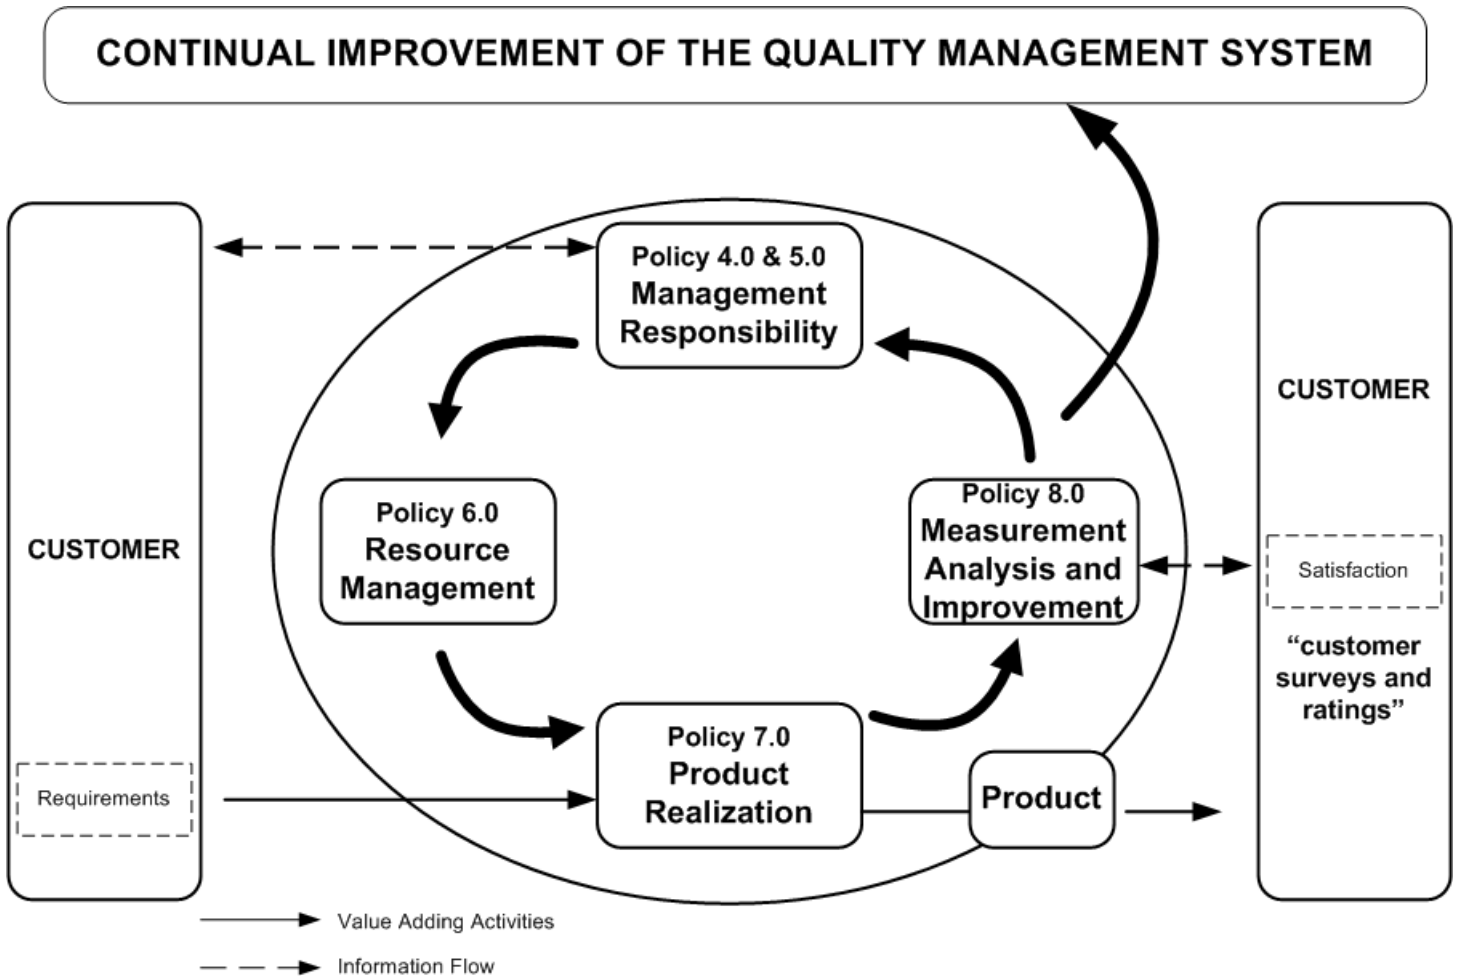 CONTINUAL IMPROVEMENT OF THE QUALITY MANAGEMENT SYSTEM
Policy 4.0 & 5.0
Management
Responsibility
CUSTOMER
Policy 6.0
Resource
Management
Policy 8.0
Measurement
Analysis and
Improvement
CUSTOMER
Satisfaction
“customer
surveys and
ratings”
Requirements
Policy 7.0
Product
Realization
Product
Value Adding Activities
Information Flow